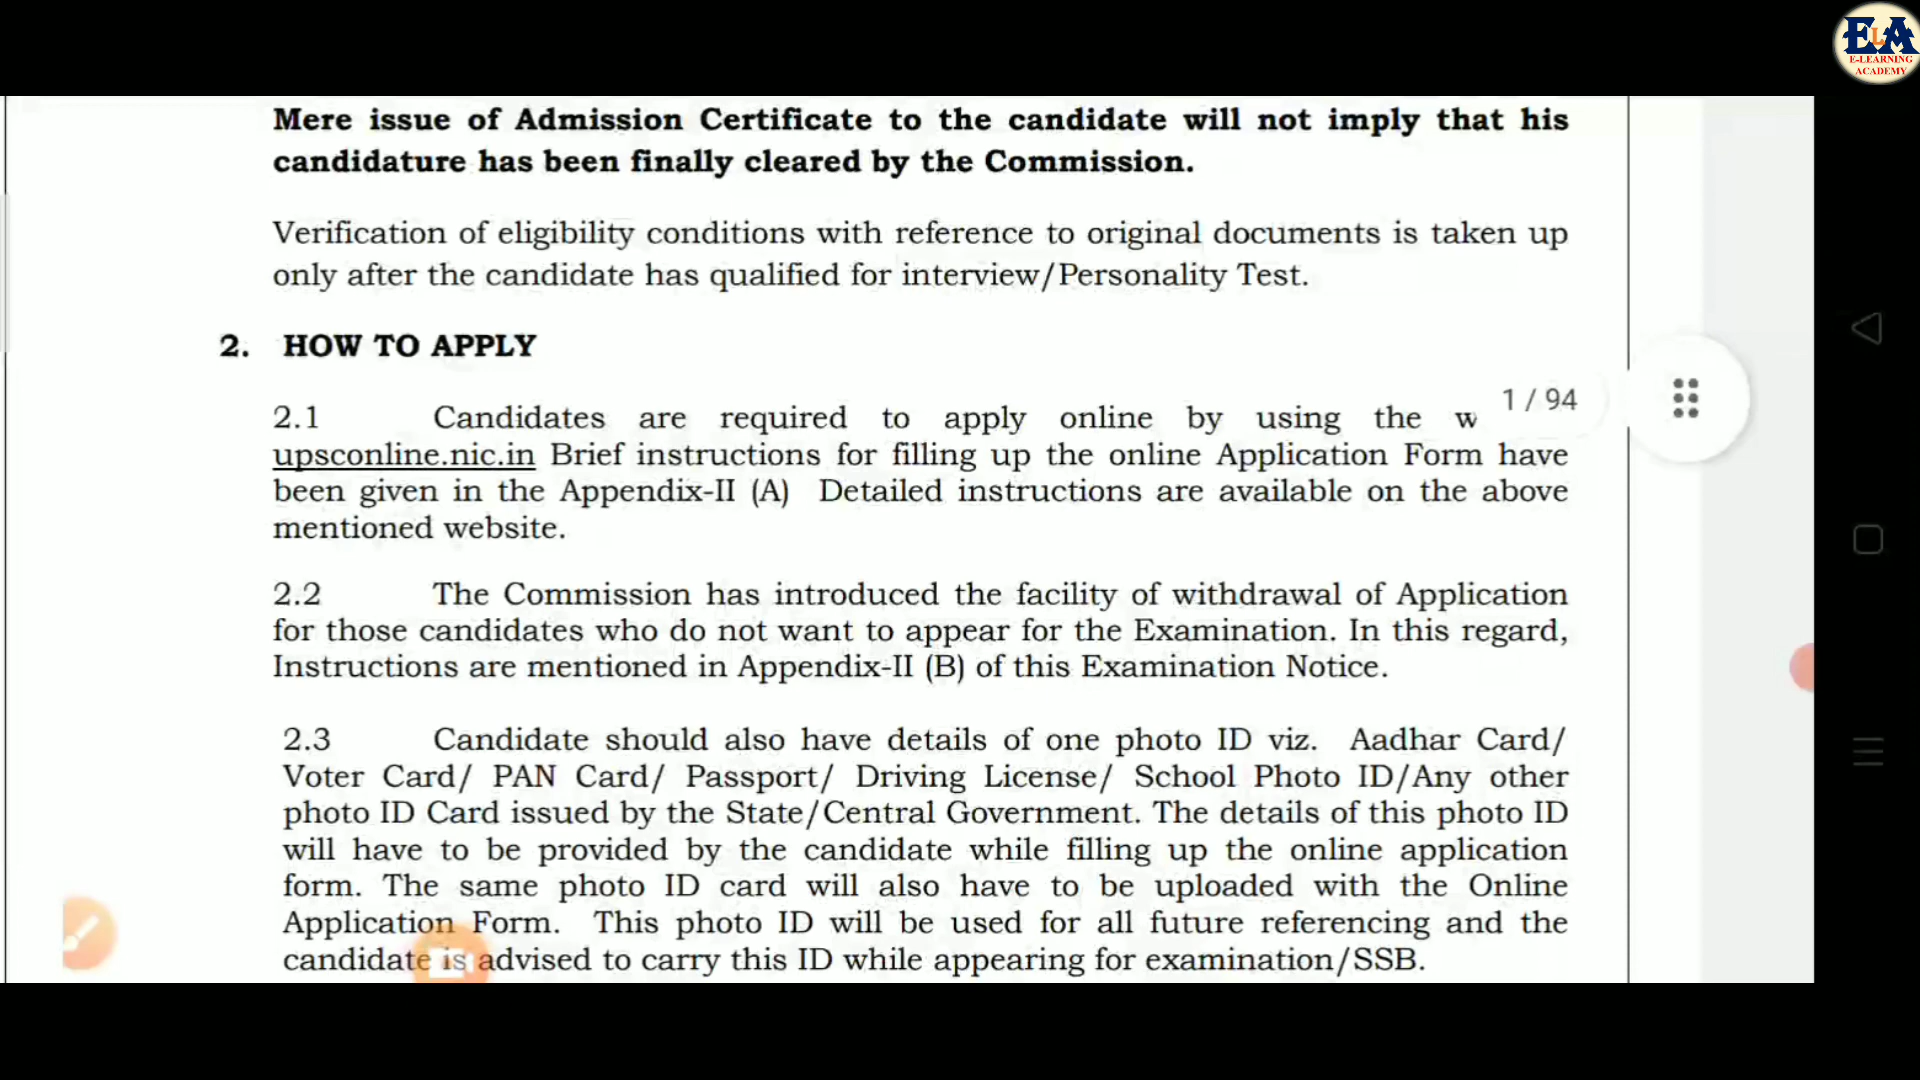 ELA
E-LEARNING
ACADEMY
Mere issue of Admission Certificate to the candidate will not imply that his
candidature has been finally cleared by the Commission.
Verification of eligibility conditions with reference to original documents is taken up
only after the candidate has qualified for interview/Personality Test.
2. HOW TO APPLY
1 / 94
2.1 Candidates are required to apply online by using the w
upsconline.nic.in Brief instructions for filling up the online Application Form have
been given in the Appendix-II (A) Detailed instructions are available on the above
mentioned website.
2.2 The Commission has introduced the facility of withdrawal of Application
for those candidates who do not want to appear for the Examination. In this regard,
Instructions are mentioned in Appendix-II (B) of this Examination Notice.
2.3 Candidate should also have details of one photo ID viz. Aadhar Card/
Voter Card/ PAN Card/ Passport/ Driving License/ School Photo ID/Any other
photo ID Card issued by the State/Central Government. The details of this photo ID
will have to be provided by the candidate while filling up the online application
form. The same photo ID card will also have to be uploaded with the Online
Application Form. This photo ID will be used for all future referencing and the
candidate is advised to carry this ID while appearing for examination/SSB.